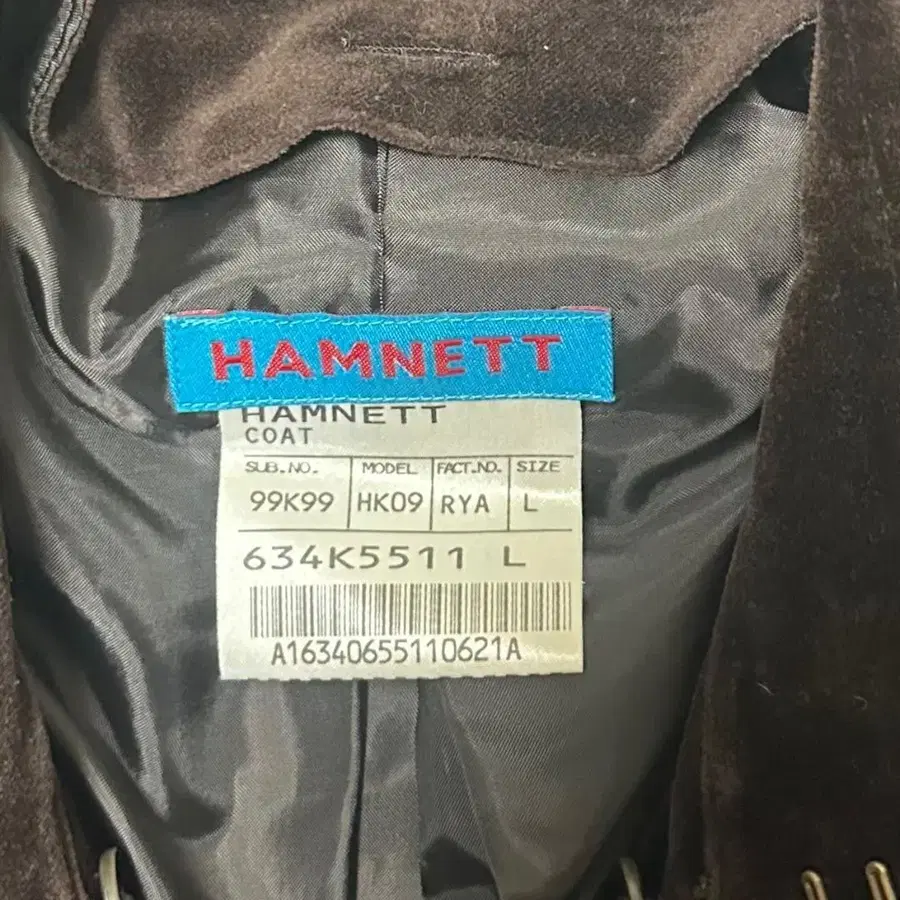 HAMNETT
HAMNETT
COAT
SUB.NO. MODEL FACT.NO. SIZE
99K99 HK09 RYA L
634K5511 L
A16340655110621A